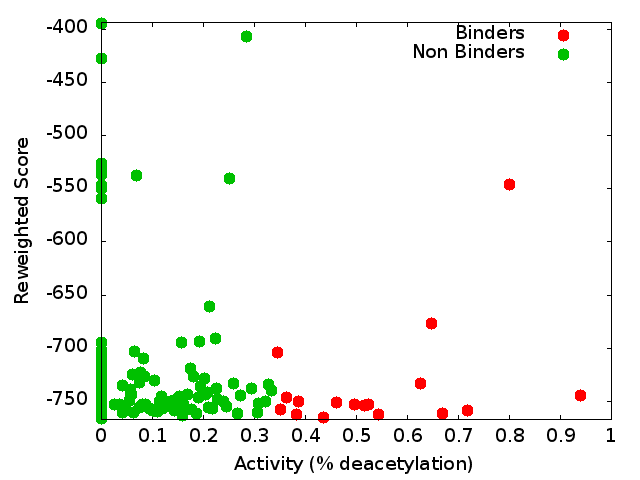 Binders
Non Binders
-400
-450
-500
-550
-600
-650
-700
-750
0 0.1 0.2 0.3 0.4 0.5 0.6 0.7 0.8 0.9 1
Reweighted Score
Activity (% deacetylation)